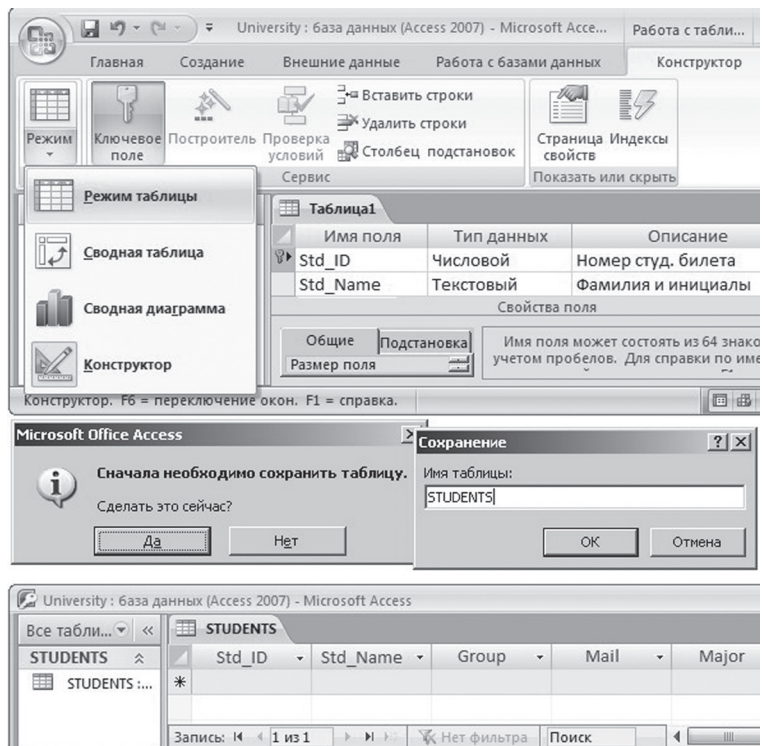 University : база данных (Access 2007) - Microsoft Acce... Работа с табли...
Главная Создание Внешние данные Работа с базами данных Конструктор
Режим
Ключевое поле
Построитель
Проверка условий
Вставить строки
Удалить строки
Столбец подстановок
Страница свойств
Индексы
Сервис
Показать или скрыть
Режим таблицы
Сводная таблица
Сводная диаграмма
Конструктор
Таблица1
Имя поля Тип данных Описание
Std_ID Числовой Номер студ. билета
Std_Name Текстовый Фамилия и инициалы
Свойства поля
Общие Подстановка
Размер поля
Имя поля может состоять из 64 знако
учетом пробелов. Для справки по име
Конструктор. F6 = переключение окон. F1 = справка.
Microsoft Office Access
Сначала необходимо сохранить таблицу.
Сделать это сейчас?
Да Нет
Сохранение
Имя таблицы:
STUDENTS
OK Отмена
University : база данных (Access 2007) - Microsoft Access
Все табли...
STUDENTS
STUDENTS :...
STUDENTS
Std_ID Std_Name Group Mail Major
Запись: 1 из 1 Нет фильтра Поиск